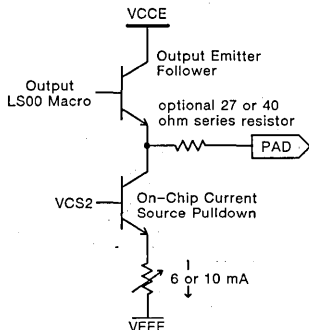 VCCE
Output Emitter
Follower
Output
LS00 Macro
optional 27 or 40
ohm series resistor
PAD
VCS2
On-Chip Current
Source Pulldown
I
6 or 10 mA
VEEE